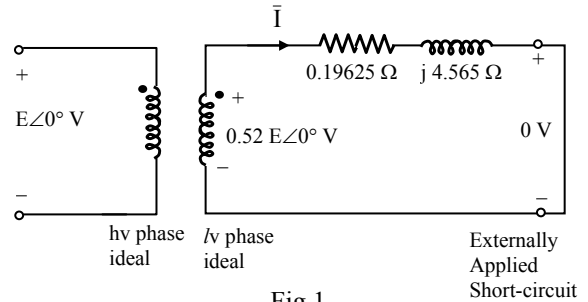 Ī
+
0.19625 Ω
j 4.565 Ω
+
E∠0° V
+
0.52 E∠0° V
0 V
–
–
–
hv phase
ideal
lv phase
ideal
Externally
Applied
Short-circuit
Fig 1